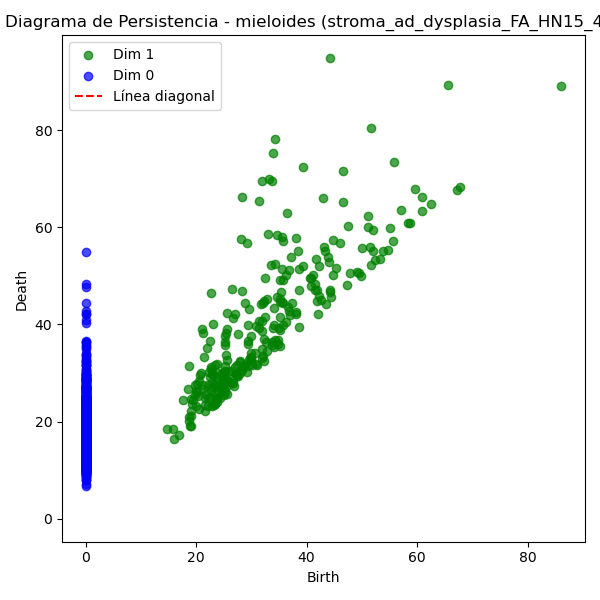 Diagrama de Persistencia - mieloides (stroma_ad_dysplasia_FA_HN15_4
Dim 1
Dim 0
Línea diagonal
80
60
40
20
0
Death
0 20 40 60 80
Birth